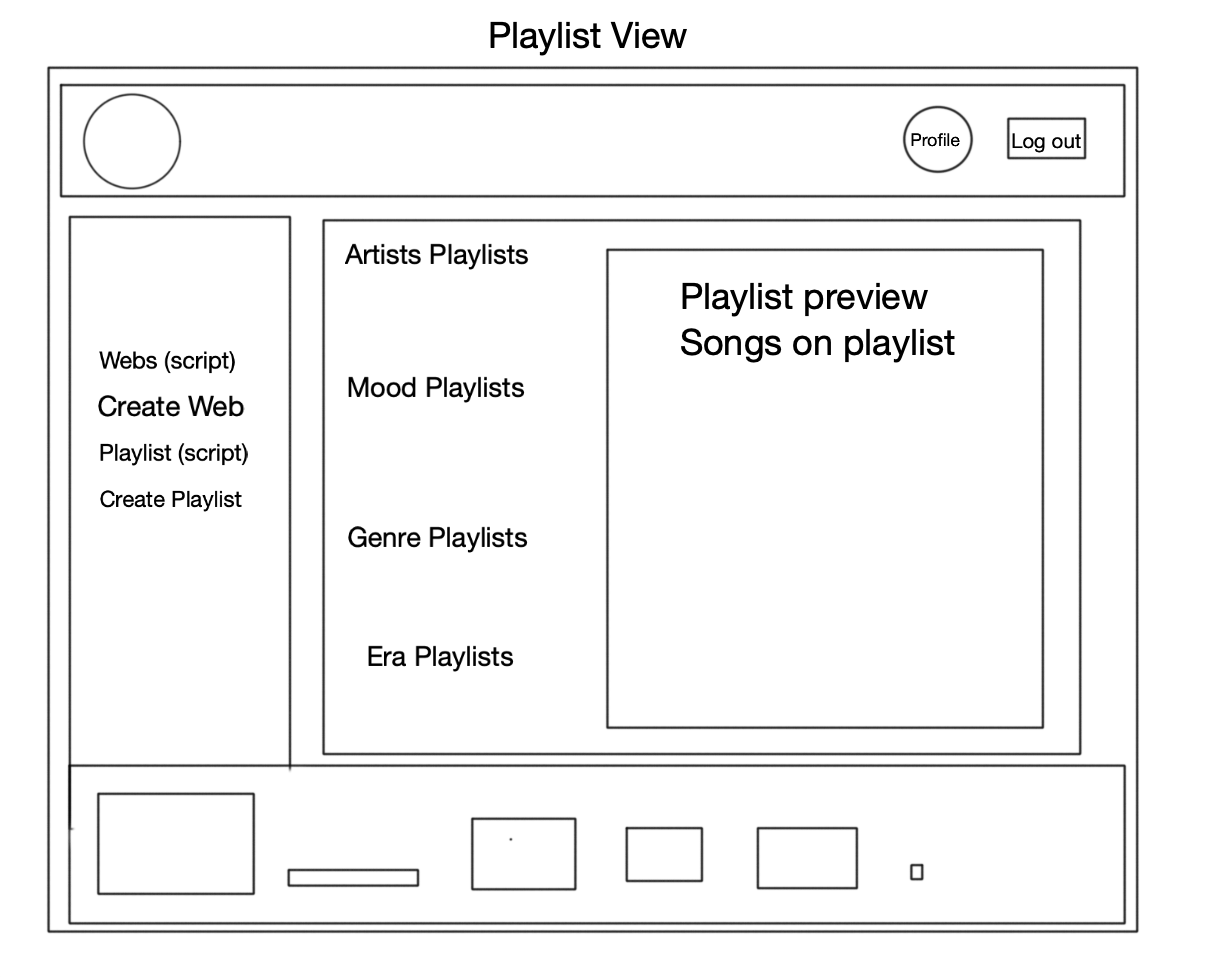 Playlist View
Profile
Log out
Webs (script)
Create Web
Playlist (script)
Create Playlist
Artists Playlists
Mood Playlists
Genre Playlists
Era Playlists
Playlist preview
Songs on playlist